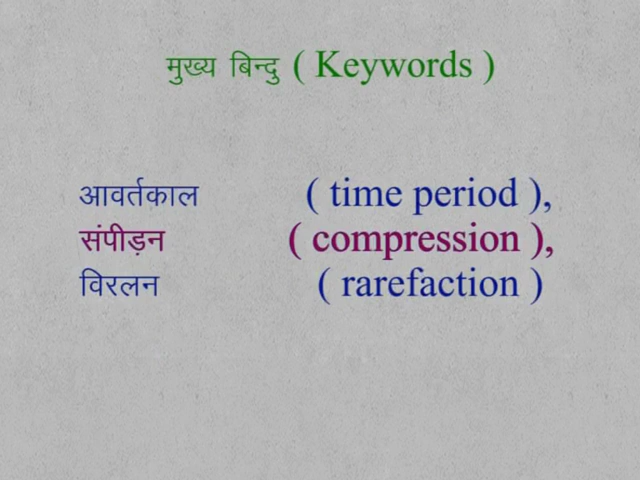 मुख्य बिन्दु ( Keywords )
आवर्तकाल ( time period ),
संपीड़न ( compression ),
विरलन ( rarefaction )